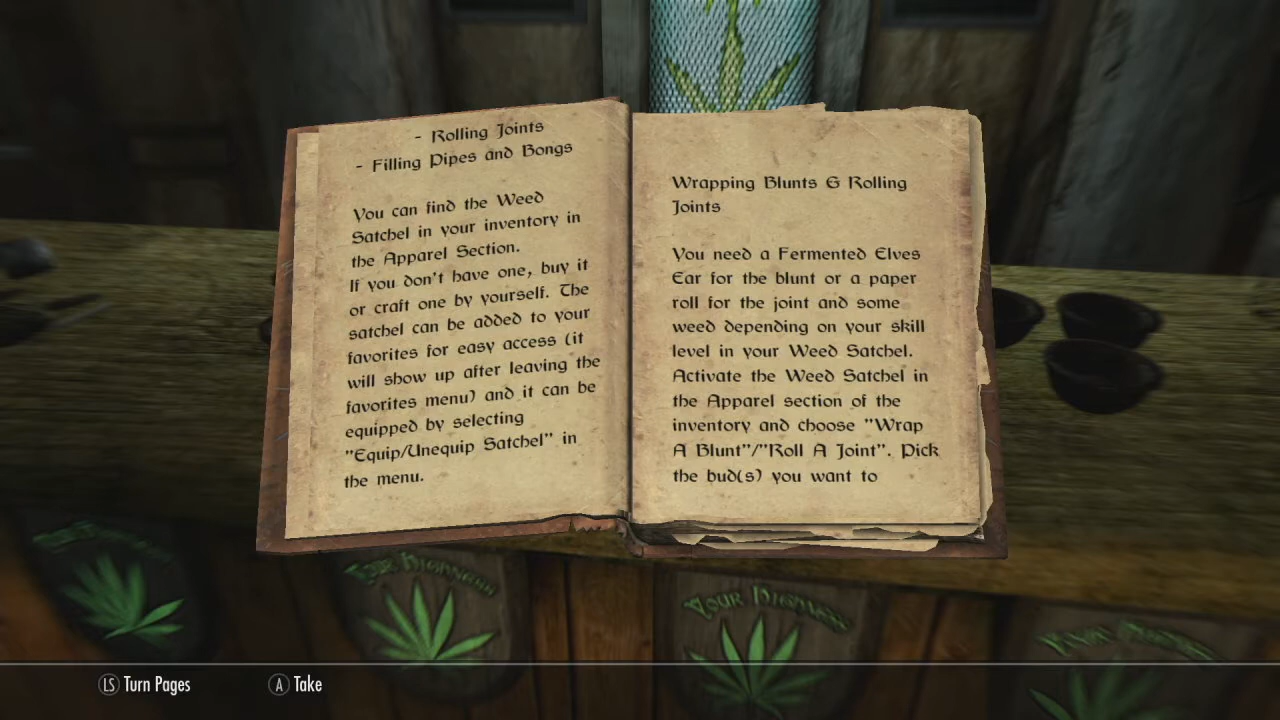 - Rolling Joints
- Filling Pipes and Bongs
You can find the Weed
Satchel in your inventory in
the Apparel Section.
If you don't have one, buy it
or craft one by yourself. The
satchel can be added to your
favorites for easy access (it
will show up after leaving the
favorites menu) and it can be
equipped by selecting
"Equip/Unequip Satchel" in
the menu.
Wrapping Blunts & Rolling
Joints
You need a Fermented Elves
Ear for the blunt or a paper
roll for the joint and some
weed depending on your skill
level in your Weed Satchel.
Activate the Weed Satchel in
the Apparel section of the
inventory and choose "Wrap
A Blunt"/"Roll A Joint". Pick
the bud(s) you want to
Your Highness
Your Highness
LS Turn Pages
A Take